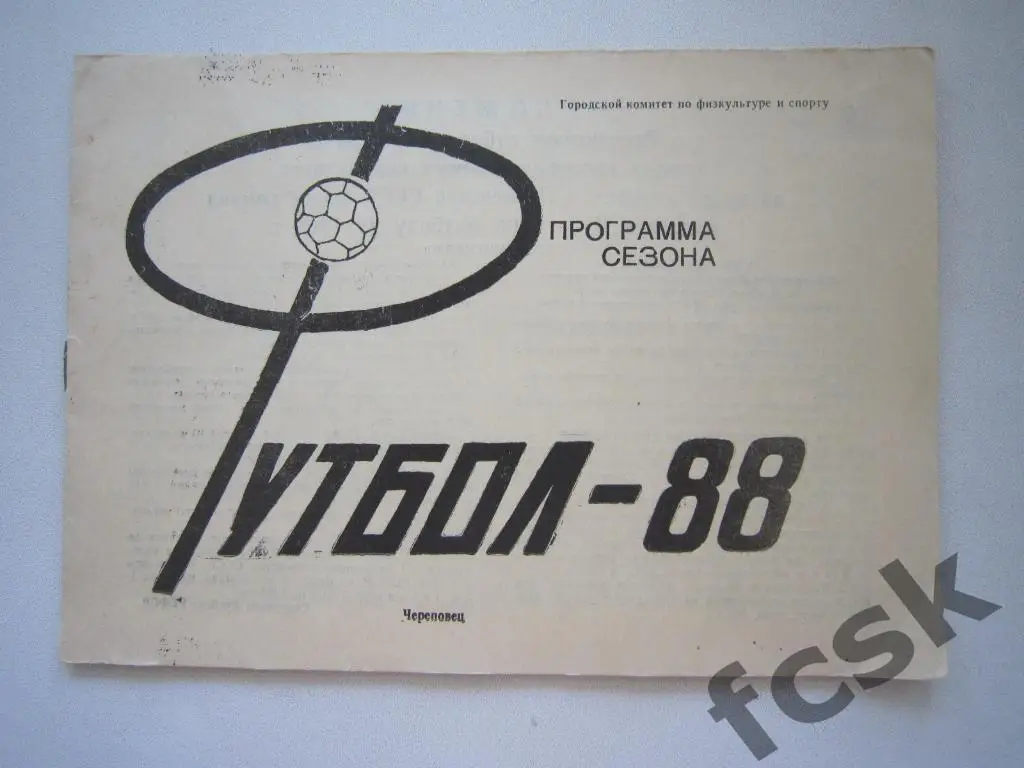 Городской комитет по физкультуре и спорту
ПРОГРАММА
СЕЗОНА
ФУТБОЛ-88
Череповец
fcsk